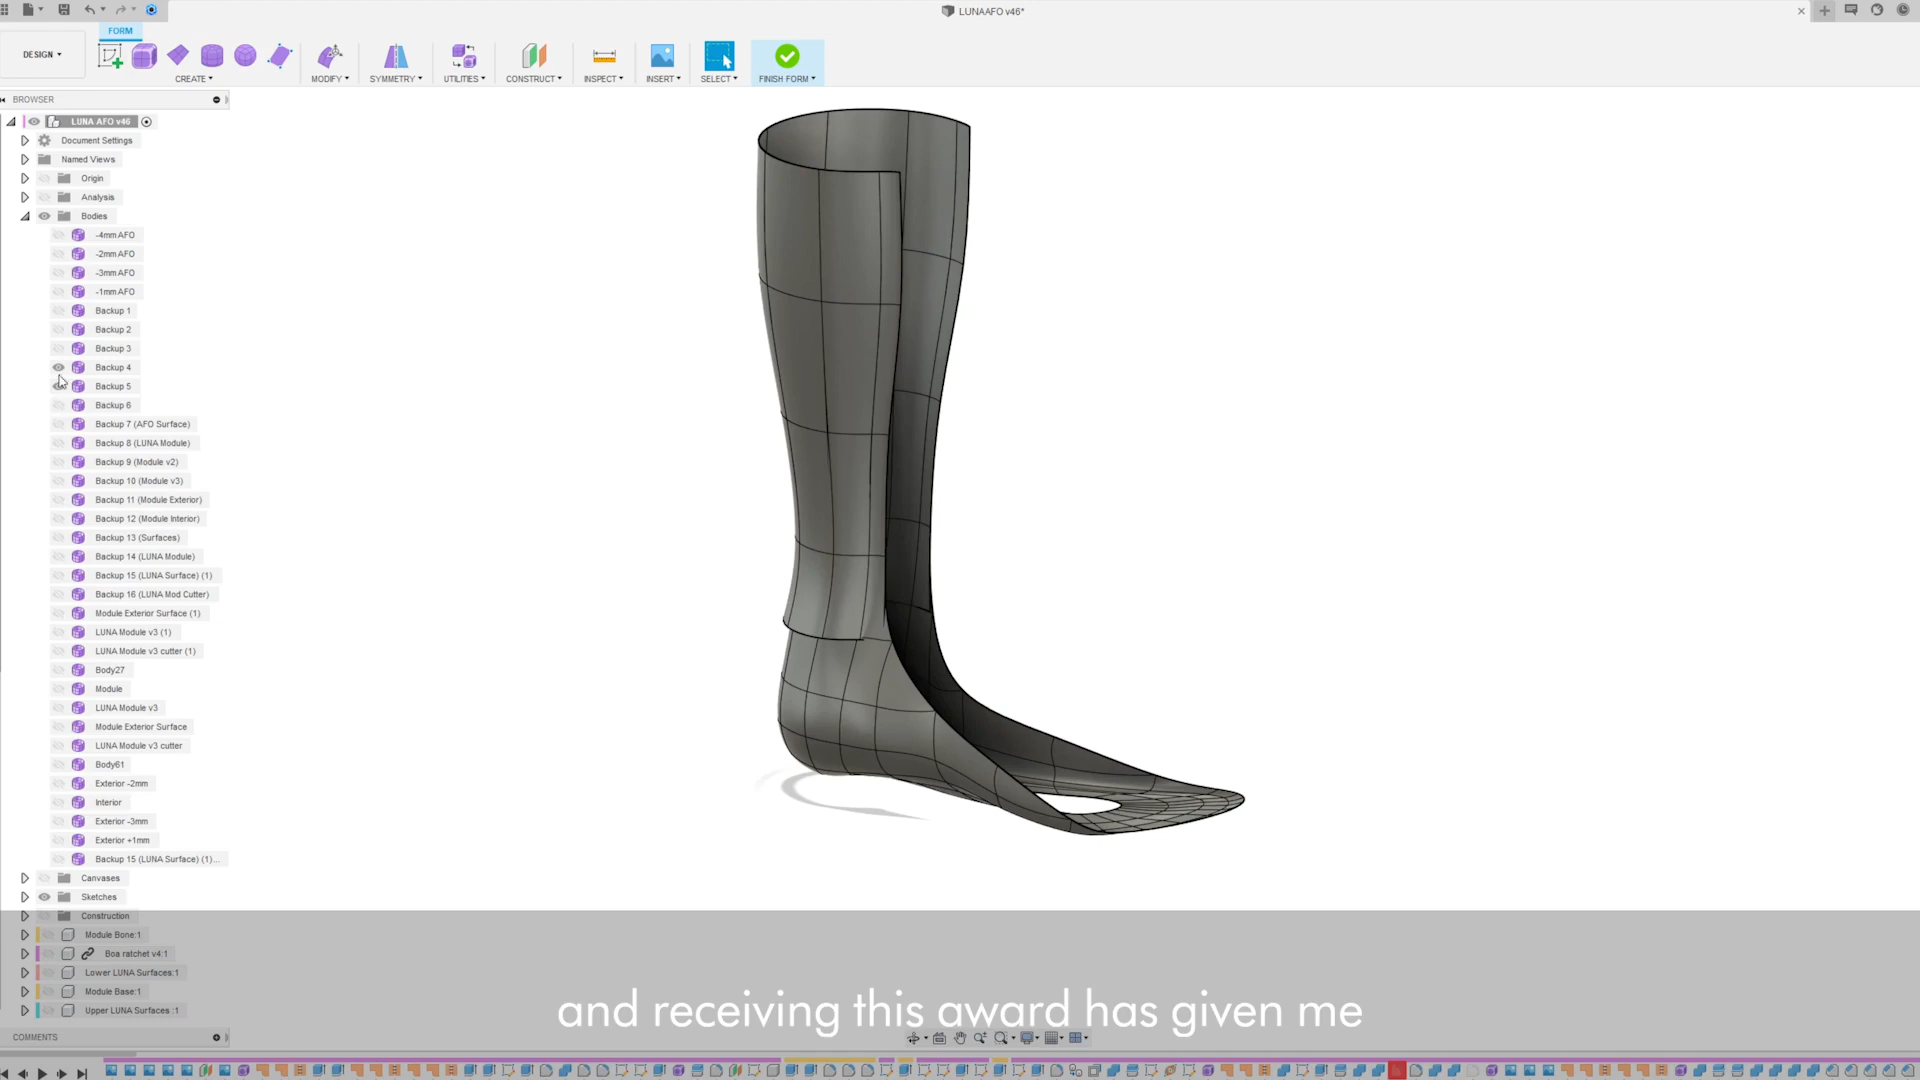 LUNAAFO v46*
FORM
DESIGN
CREATE
MODIFY
SYMMETRY
UTILITIES
CONSTRUCT
INSPECT
INSERT
SELECT
FINISH FORM
BROWSER
LUNA AFO v46
Document Settings
Named Views
Origin
Analysis
Bodies
-4mm AFO
-2mm AFO
-3mm AFO
-1mm AFO
Backup 1
Backup 2
Backup 3
Backup 4
Backup 5
Backup 6
Backup 7 (AFO Surface)
Backup 8 (LUNA Module)
Backup 9 (Module v2)
Backup 10 (Module v3)
Backup 11 (Module Exterior)
Backup 12 (Module Interior)
Backup 13 (Surfaces)
Backup 14 (LUNA Module)
Backup 15 (LUNA Surface) (1)
Backup 16 (LUNA Mod Cutter)
Module Exterior Surface (1)
LUNA Module v3 (1)
LUNA Module v3 cutter (1)
Body27
Module
LUNA Module v3
Module Exterior Surface
LUNA Module v3 cutter
Body61
Exterior -2mm
Interior
Exterior -3mm
Exterior +1mm
Backup 15 (LUNA Surface) (1)...
Canvases
Sketches
Construction
Module Bone:1
Boa ratchet v4:1
Lower LUNA Surfaces:1
Module Base:1
Upper LUNA Surfaces :1
and receiving this award has given me
COMMENTS